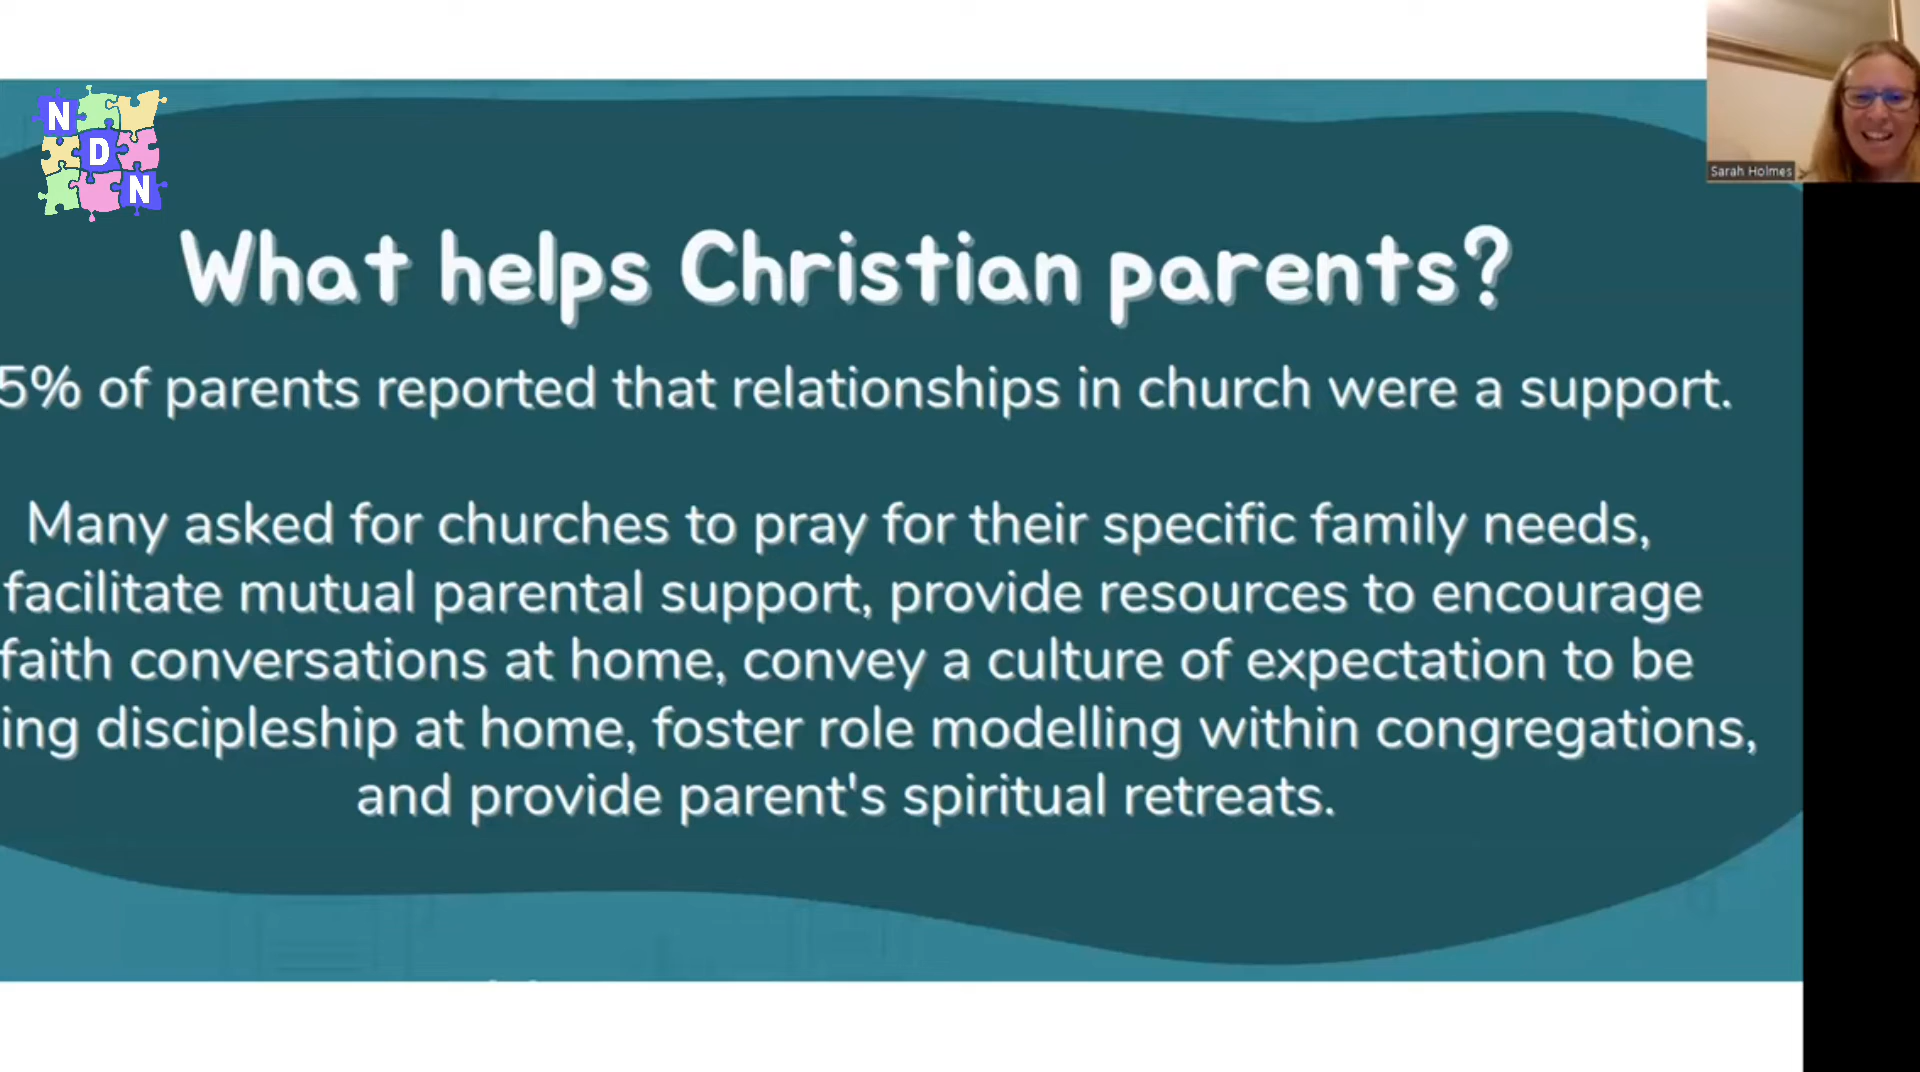 N
D
N
Sarah Holmes
What helps Christian parents?
5% of parents reported that relationships in church were a support.
Many asked for churches to pray for their specific family needs,
facilitate mutual parental support, provide resources to encourage
faith conversations at home, convey a culture of expectation to be
ing discipleship at home, foster role modelling within congregations,
and provide parent's spiritual retreats.